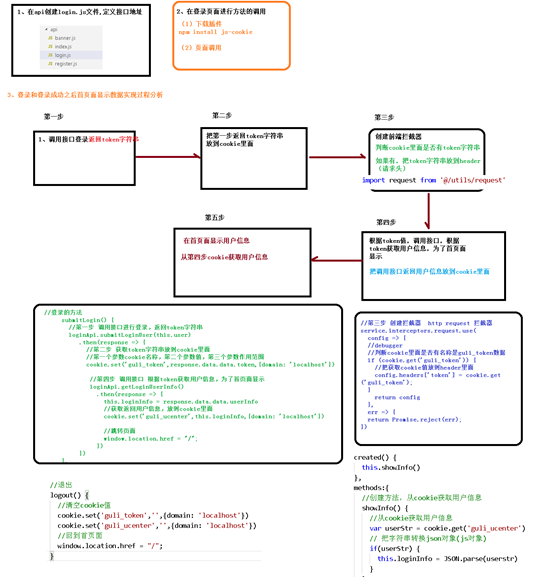 1、在api创建login.js文件,定义接口地址
api
banner.js
index.js
login.js
register.js
2、在登录页面进行方法的调用
（1）下载插件
npm install js-cookie
（2）页面调用
3、登录和登录成功之后首页面显示数据实现过程分析
第一步
1、调用接口登录返回token字符串
第二步
把第一步返回token字符串
放到cookie里面
第三步
创建前端拦截器
判断cookie里面是否有token字符串
如果有，把token字符串放到header
（请求头）
import request from '@/utils/request'
第五步
在首页面显示用户信息
从第四步cookie获取用户信息
第四步
根据token值，调用接口，根据
token获取用户信息，为了首页面
显示
把调用接口返回用户信息放到cookie里面
//登录的方法
submitLogin() {
//第一步 调用接口进行登录，返回token字符串
loginApi.submitLoginUser(this.user)
.then(response => {
//第二步 获取token字符串放到cookie里面
//第一个参数cookie名称，第二个参数值，第三个参数作用范围
cookie.set('guli_token',response.data.data.token,{domain: 'localhost'})
//第四步 调用接口 根据token获取用户信息，为了首页面显示
loginApi.getLoginUserInfo()
.then(response => {
this.loginInfo = response.data.data.userInfo
//获取返回用户信息，放到cookie里面
cookie.set('guli_ucenter',this.loginInfo,{domain: 'localhost'})
//跳转页面
window.location.href = "/";
})
})
},
//第三步 创建拦截器 http request 拦截器
service.interceptors.request.use(
config => {
//debugger
//判断cookie里面是否有名称是guli_token数据
if (cookie.get('guli_token')) {
//把获取cookie值放到header里面
config.headers['token'] = cookie.get
('guli_token');
}
return config
},
err => {
return Promise.reject(err);
})
//退出
logout() {
//清空cookie值
cookie.set('guli_token','',{domain: 'localhost'})
cookie.set('guli_ucenter','',{domain: 'localhost'})
//回到首页面
window.location.href = "/";
}
created() {
this.showInfo()
},
methods:{
//创建方法，从cookie获取用户信息
showInfo() {
//从cookie获取用户信息
var userStr = cookie.get('guli_ucenter')
// 把字符串转换json对象(js对象)
if(userStr) {
this.loginInfo = JSON.parse(userstr)
}